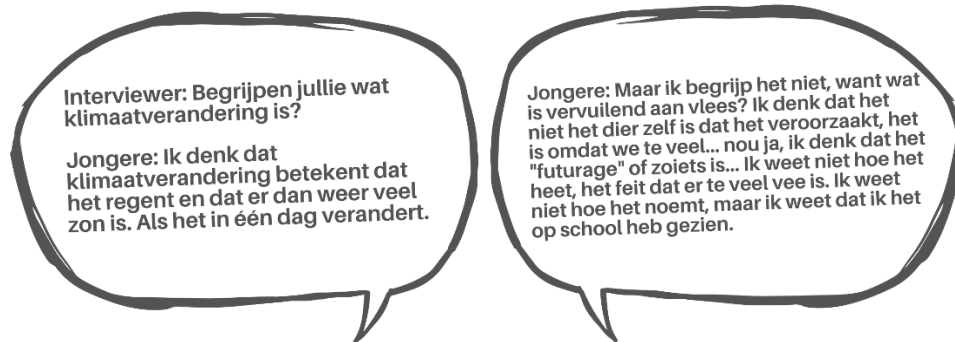 Interviewer: Begrijpen jullie wat
klimaatverandering is?
Jongere: Ik denk dat
klimaatverandering betekent dat
het regent en dat er dan weer veel
zon is. Als het in één dag verandert.
Jongere: Maar ik begrijp het niet, want wat
is vervuilend aan vlees? Ik denk dat het
niet het dier zelf is dat het veroorzaakt, het
is omdat we te veel... nou ja, ik denk dat het
"futurage" of zoiets is... Ik weet niet hoe het
heet, het feit dat er te veel vee is. Ik weet
niet hoe het noemt, maar ik weet dat ik het
op school heb gezien.